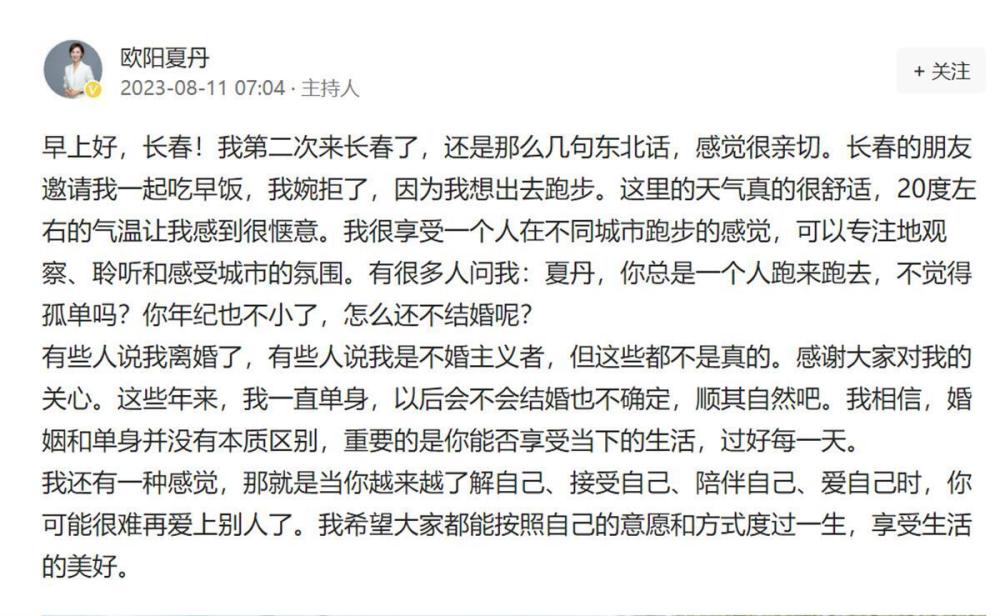 欧阳夏丹
2023-08-11 07:04 · 主持人
+ 关注
早上好，长春！我第二次来长春了，还是那么几句东北话，感觉很亲切。长春的朋友
邀请我一起吃早饭，我婉拒了，因为我想出去跑步。这里的天气真的很舒适，20度左
右的气温让我感到很惬意。我很享受一个人在不同城市跑步的感觉，可以专注地观
察、聆听和感受城市的氛围。有很多人问我：夏丹，你总是一个人跑来跑去，不觉得
孤单吗？你年纪也不小了，怎么还不结婚呢？
有些人说我离婚了，有些人说我是不婚主义者，但这些都不是真的。感谢大家对我的
关心。这些年来，我一直单身，以后会不会结婚也不确定，顺其自然吧。我相信，婚
姻和单身并没有本质区别，重要的是你能否享受当下的生活，过好每一天。
我还有一种感觉，那就是当你越来越了解自己、接受自己、陪伴自己、爱自己时，你
可能很难再爱上别人了。我希望大家都能按照自己的意愿和方式度过一生，享受生活
的美好。